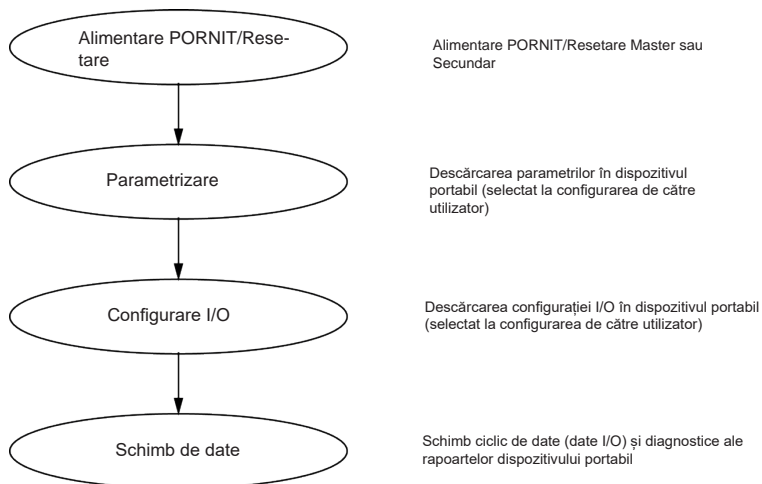 Alimentare PORNIT/Rese-
tare
Alimentare PORNIT/Resetare Master sau
Secundar
Parametrizare
Descărcarea parametrilor în dispozitivul
portabil (selectat la configurarea de către
utilizator)
Configurare I/O
Descărcarea configurației I/O în dispozitivul portabil
(selectat la configurarea de către utilizator)
Schimb de date
Schimb ciclic de date (date I/O) și diagnostice ale
rapoartelor dispozitivului portabil